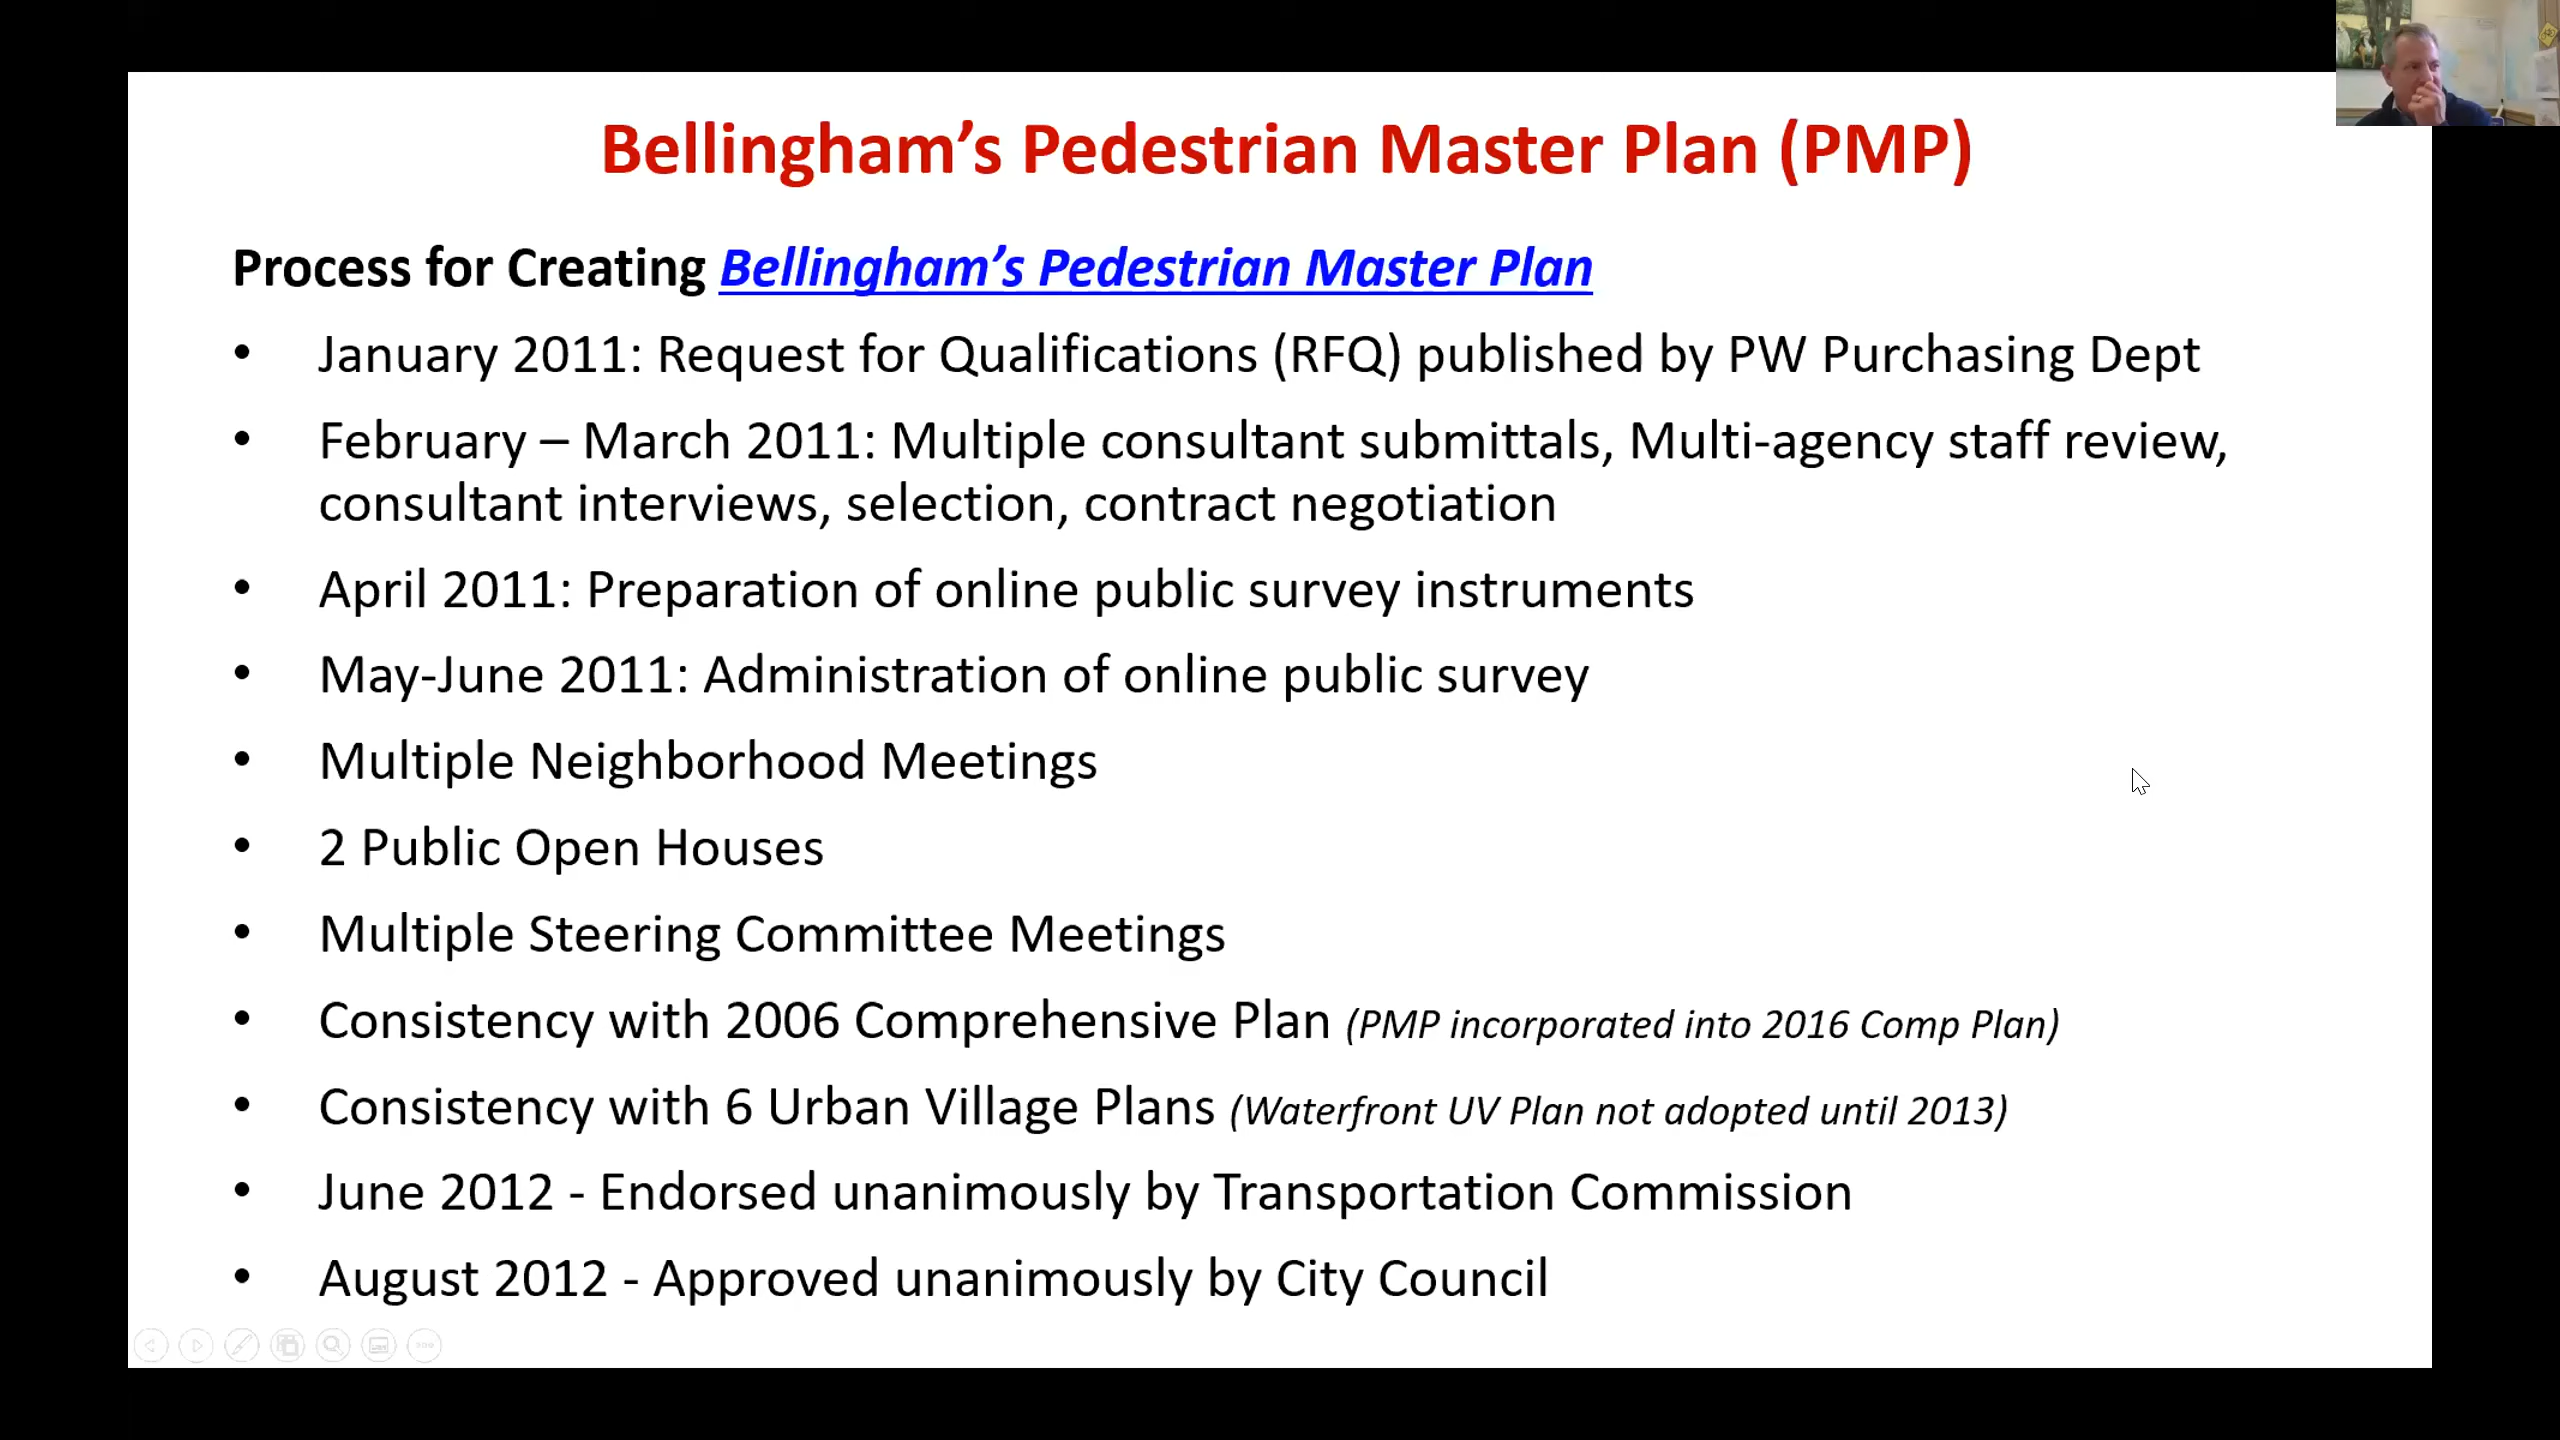 Bellingham’s Pedestrian Master Plan (PMP)
Process for Creating Bellingham’s Pedestrian Master Plan
• January 2011: Request for Qualifications (RFQ) published by PW Purchasing Dept
• February – March 2011: Multiple consultant submittals, Multi-agency staff review,
consultant interviews, selection, contract negotiation
• April 2011: Preparation of online public survey instruments
• May-June 2011: Administration of online public survey
• Multiple Neighborhood Meetings
• 2 Public Open Houses
• Multiple Steering Committee Meetings
• Consistency with 2006 Comprehensive Plan (PMP incorporated into 2016 Comp Plan)
• Consistency with 6 Urban Village Plans (Waterfront UV Plan not adopted until 2013)
• June 2012 - Endorsed unanimously by Transportation Commission
• August 2012 - Approved unanimously by City Council